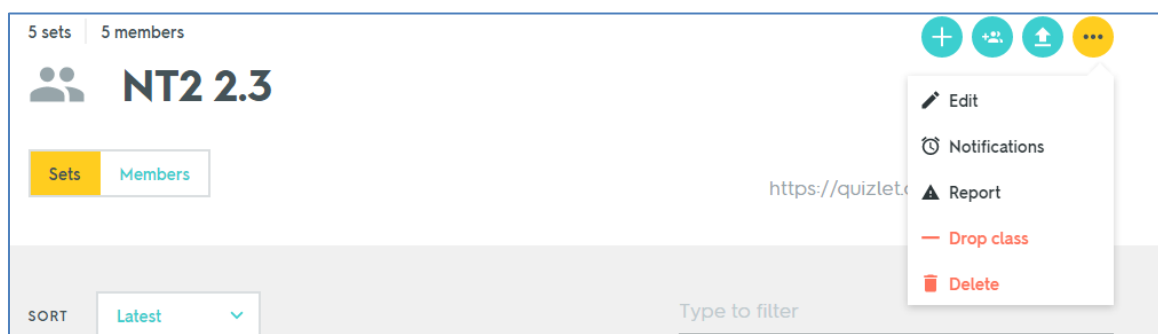 5 sets 5 members
NT2 2.3
Edit
Notifications
Sets Members
https://quizlet.
Report
Drop class
Delete
SORT Latest
Type to filter